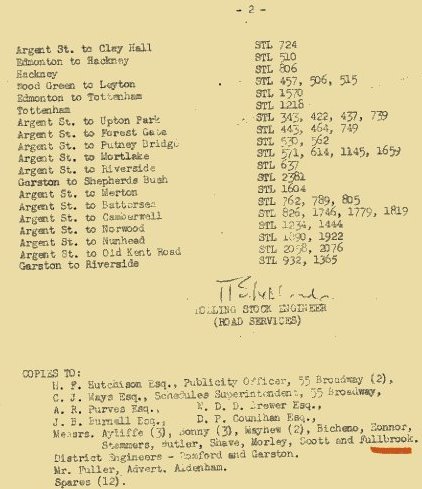 - 2 -
Argent St. to Clay Hall STL 724
Edmonton to Hackney STL 510
Hackney STL 806
Wood Green to Leyton STL 457, 506, 515
Edmonton to Tottenham STL 1570
Tottenham STL 1218
Argent St. to Upton Park STL 343, 422, 437, 739
Argent St. to Forest Gate STL 443, 464, 749
Argent St. to Putney Bridge STL 530, 562
Argent St. to Mortlake STL 571, 614, 1145, 1659
Argent St. to Riverside STL 637
Garston to Shepherds Bush STL 2381
Argent St. to Merton STL 1604
Argent St. to Battersea STL 762, 789, 805
Argent St. to Camberwell STL 826, 1746, 1779, 1819
Argent St. to Norwood STL 1234, 1444
Argent St. to Nunhead STL 1890, 1922
Argent St. to Old Kent Road STL 2058, 2076
Garston to Riverside STL 932, 1365
ROLLING STOCK ENGINEER
(ROAD SERVICES)
COPIES TO:
H. F. Hutchison Esq., Publicity Officer, 55 Broadway (2),
C. J. Mays Esq., Schedules Superintendent, 55 Broadway,
A. R. Purves Esq., N. D. D. Brewer Esq.,
J. B. Burnell Esq., D. P. Counihan Esq.,
Messrs. Ayliffe (3), Bonny (3), Mayhew (2), Bicheno, Connor,
Stemmers, Butler, Shave, Morley, Scott and Fullbrook.
District Engineers - Romford and Garston.
Mr. Fuller, Advert. Aldenham.
Spares (12).